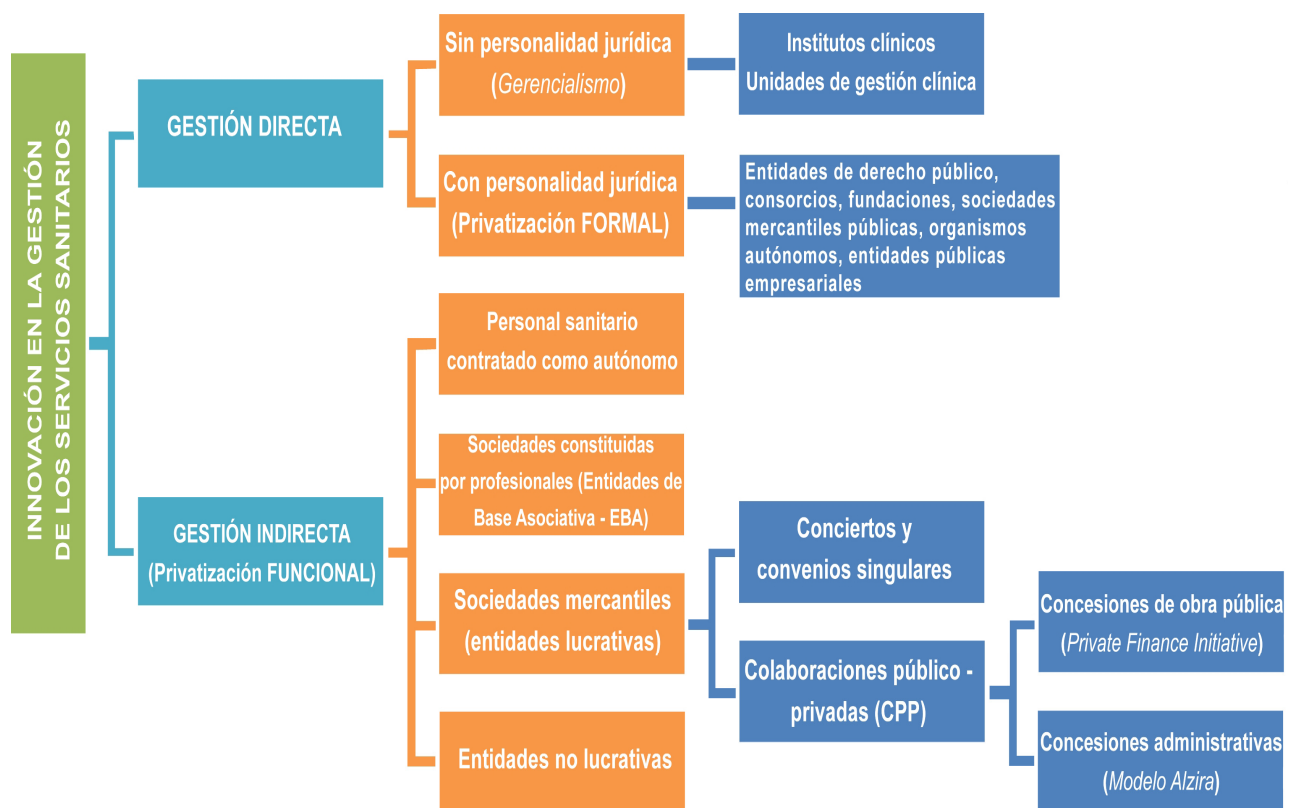 INNOVACIÓN EN LA GESTIÓN
DE LOS SERVICIOS SANITARIOS
GESTIÓN DIRECTA
Sin personalidad jurídica
(Gerencialismo)
Institutos clínicos
Unidades de gestión clínica
Con personalidad jurídica
(Privatización FORMAL)
Entidades de derecho público,
consorcios, fundaciones, sociedades
mercantiles públicas, organismos
autónomos, entidades públicas
empresariales
GESTIÓN INDIRECTA
(Privatización FUNCIONAL)
Personal sanitario
contratado como autónomo
Sociedades constituidas
por profesionales (Entidades de
Base Asociativa - EBA)
Sociedades mercantiles
(entidades lucrativas)
Conciertos y
convenios singulares
Colaboraciones público -
privadas (CPP)
Concesiones de obra pública
(Private Finance Initiative)
Concesiones administrativas
(Modelo Alzira)
Entidades no lucrativas